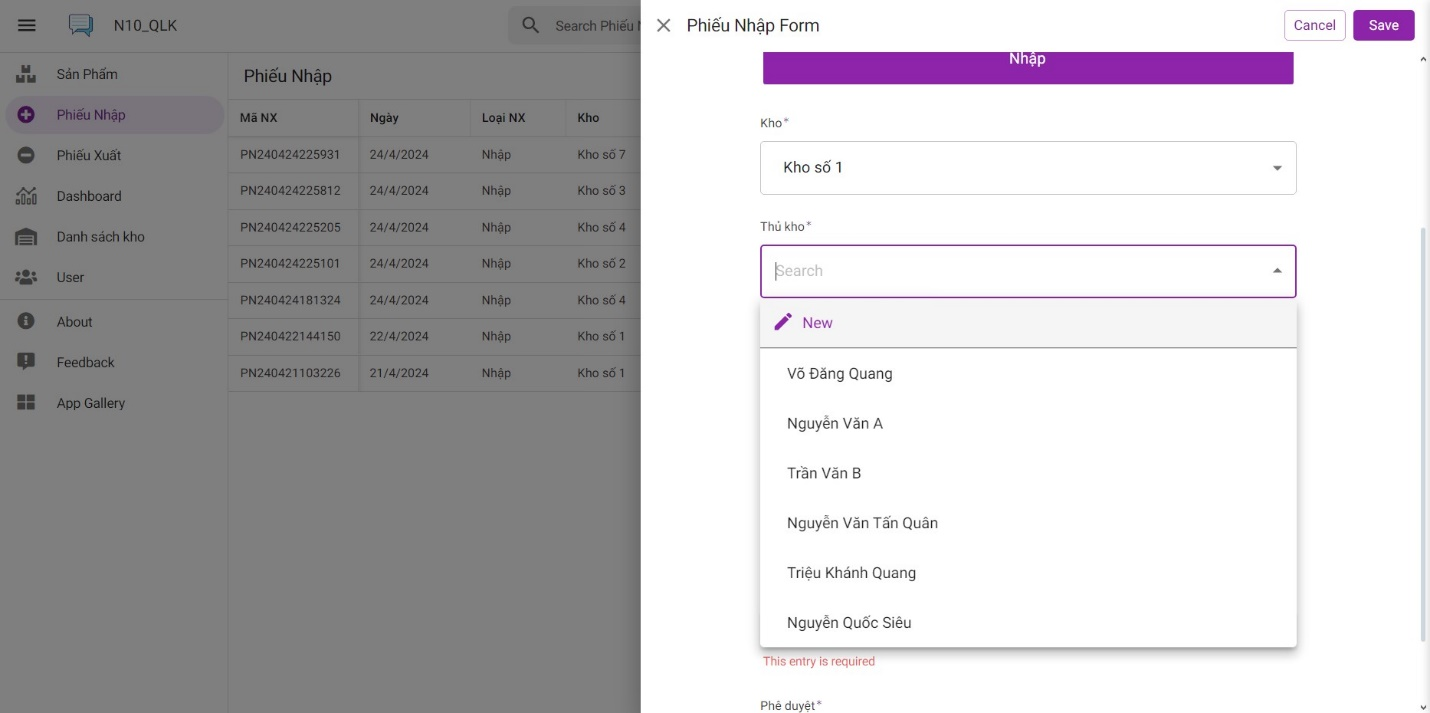 N10_QLK
Search Phiếu N
Phiếu Nhập Form
Cancel
Save
Sản Phẩm
Phiếu Nhập
Phiếu Xuất
Dashboard
Danh sách kho
User
About
Feedback
App Gallery
Phiếu Nhập
Mã NX Ngày Loại NX Kho
PN240424225931 24/4/2024 Nhập Kho số 7
PN240424225812 24/4/2024 Nhập Kho số 3
PN240424225205 24/4/2024 Nhập Kho số 4
PN240424225101 24/4/2024 Nhập Kho số 2
PN240424181324 24/4/2024 Nhập Kho số 4
PN240422144150 22/4/2024 Nhập Kho số 1
PN240421103226 21/4/2024 Nhập Kho số 1
Nhập
Kho*
Kho số 1
Thủ kho*
Search
New
Võ Đăng Quang
Nguyễn Văn A
Trần Văn B
Nguyễn Văn Tấn Quân
Triệu Khánh Quang
Nguyễn Quốc Siêu
This entry is required
Phê duyệt*